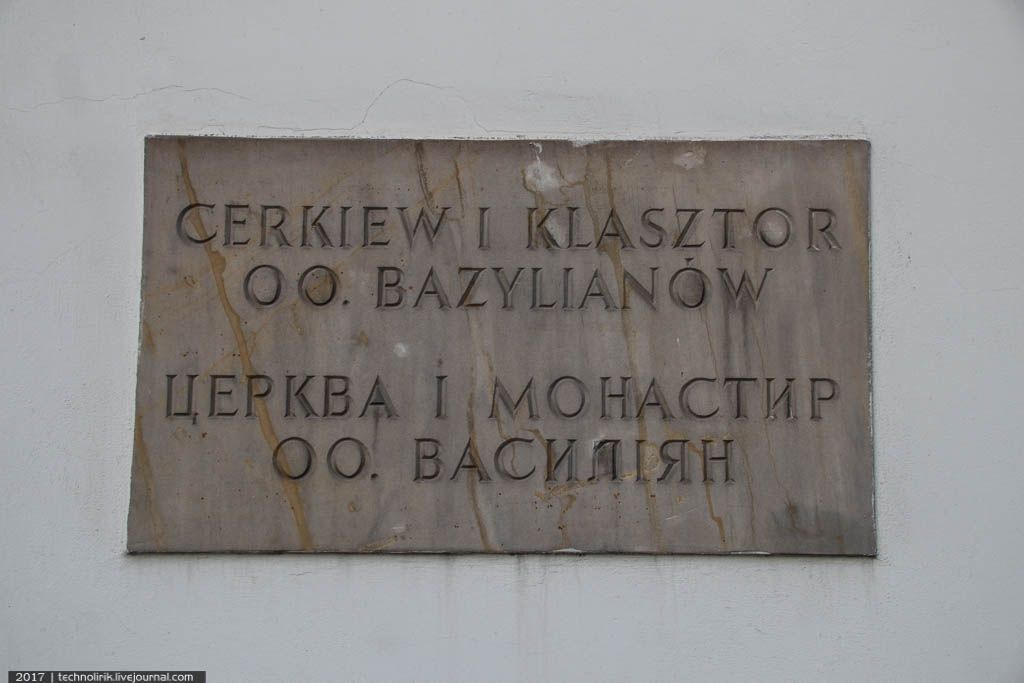 CERKIEW I KLASZTOR
OO. BAZYLIANÓW
ЦЕРКВА І МОНАСТИР
ОО. ВАСИЛІЯН
2017 | technolirik.livejournal.com